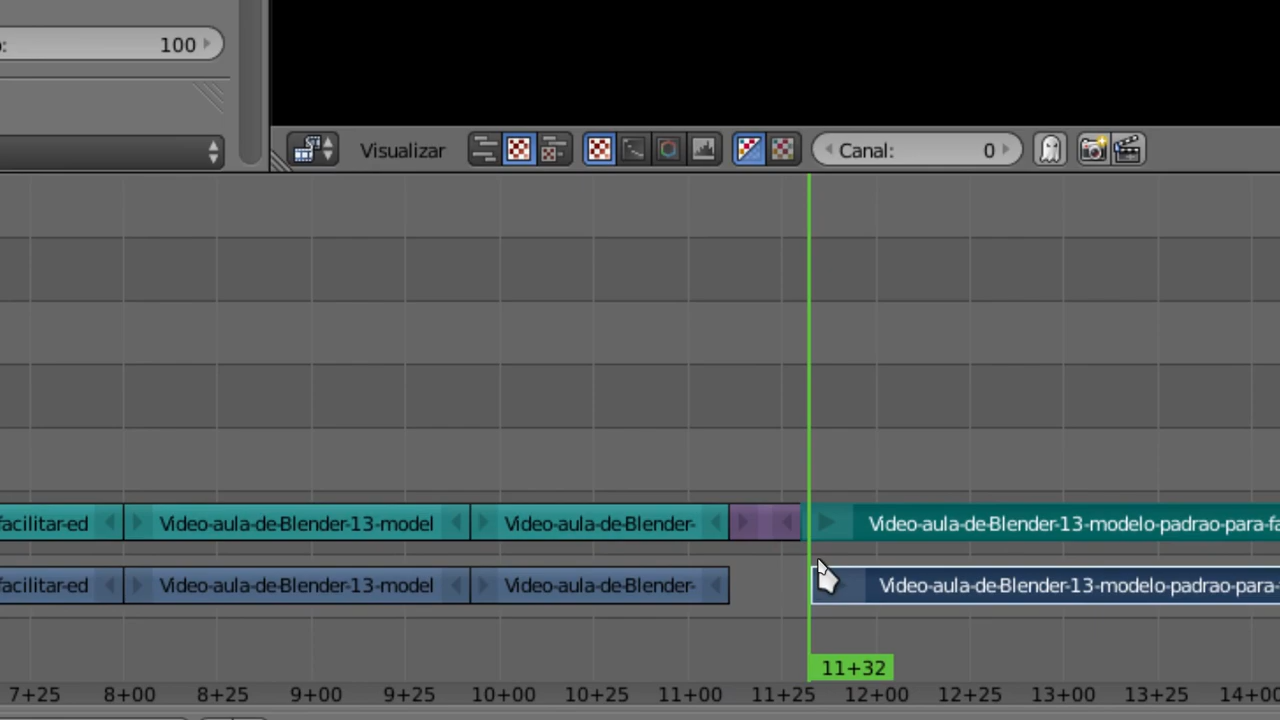 100
Visualizar Canal: 0
facilitar-ed Video-aula-de-Blender-13-model Video-aula-de-Blender- Video-aula-de-Blender-13-modelo-padrao-para-fa
facilitar-ed Video-aula-de-Blender-13-model Video-aula-de-Blender- Video-aula-de-Blender-13-modelo-padrao-para-
11+32
7+25 8+00 8+25 9+00 9+25 10+00 10+25 11+00 11+25 12+00 12+25 13+00 13+25 14+00